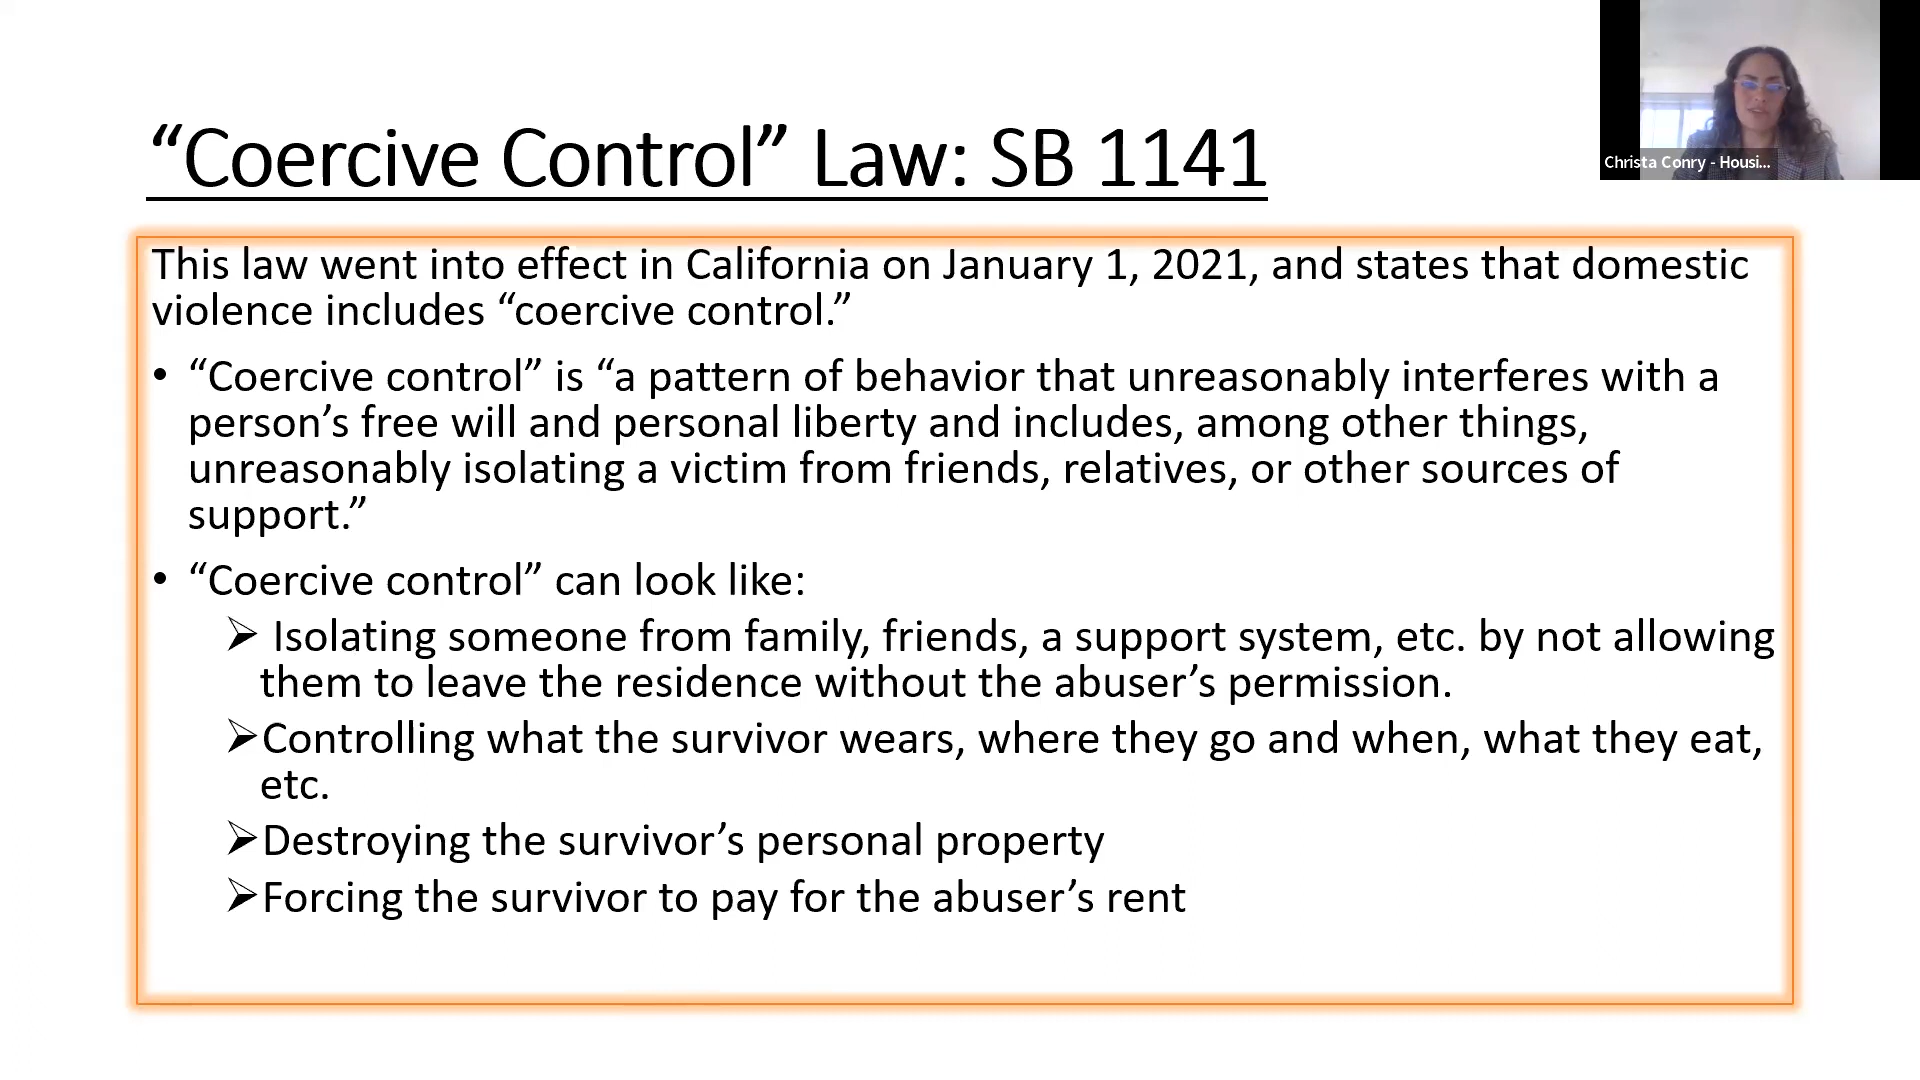 “Coercive Control” Law: SB 1141
Christa Conry - Housi...
This law went into effect in California on January 1, 2021, and states that domestic
violence includes “coercive control.”
• “Coercive control” is “a pattern of behavior that unreasonably interferes with a
person’s free will and personal liberty and includes, among other things,
unreasonably isolating a victim from friends, relatives, or other sources of
support.”
• “Coercive control” can look like:
➢ Isolating someone from family, friends, a support system, etc. by not allowing
them to leave the residence without the abuser’s permission.
➢Controlling what the survivor wears, where they go and when, what they eat,
etc.
➢Destroying the survivor’s personal property
➢Forcing the survivor to pay for the abuser’s rent